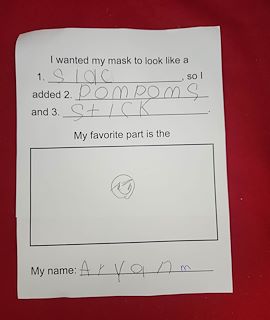 I wanted my mask to look like a
1. siac, so I
added 2. pompoms
and 3. stick.
My favorite part is the
My name: Aryan m